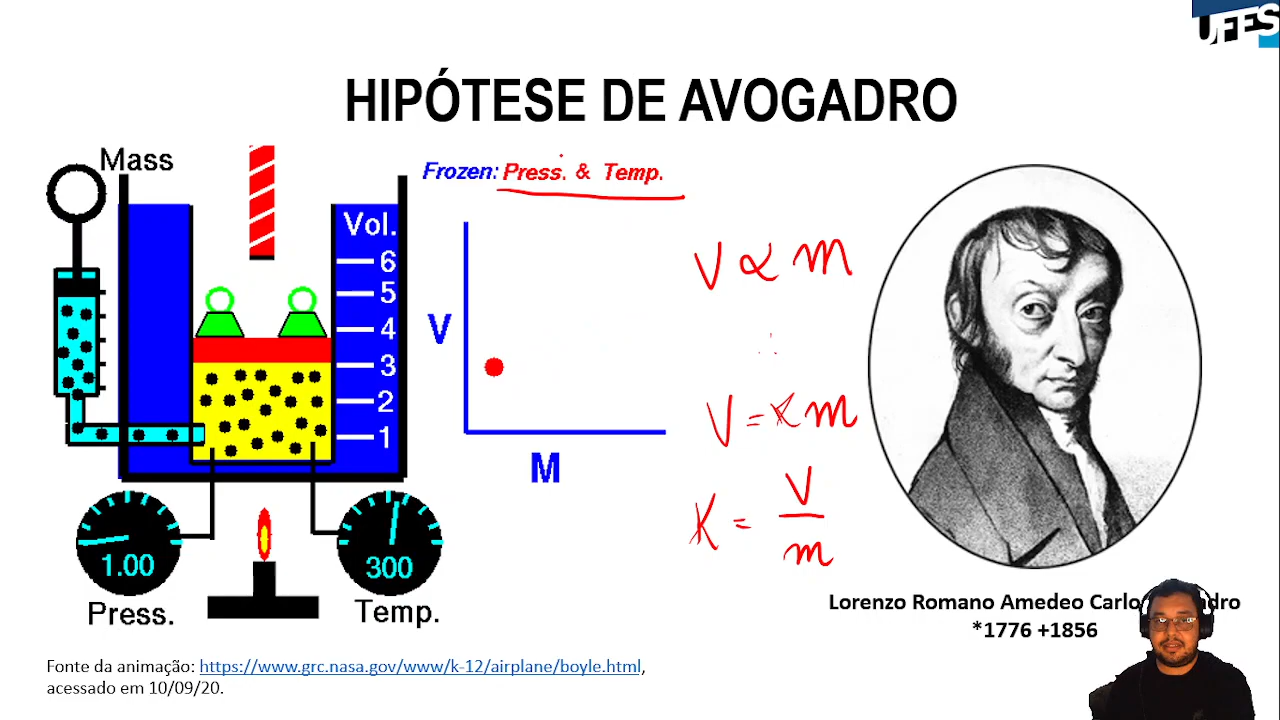 UFES
HIPÓTESE DE AVOGADRO
Mass
Frozen: Press. & Temp.
Vol.
6
5
4
3
2
1
V
M
V ∝ m
∴
V = K m
K = V / m
1.00
300
Press.
Temp.
Lorenzo Romano Amedeo Carlo
*1776 +1856
Fonte da animação: https://www.grc.nasa.gov/www/k-12/airplane/boyle.html,
acessado em 10/09/20.